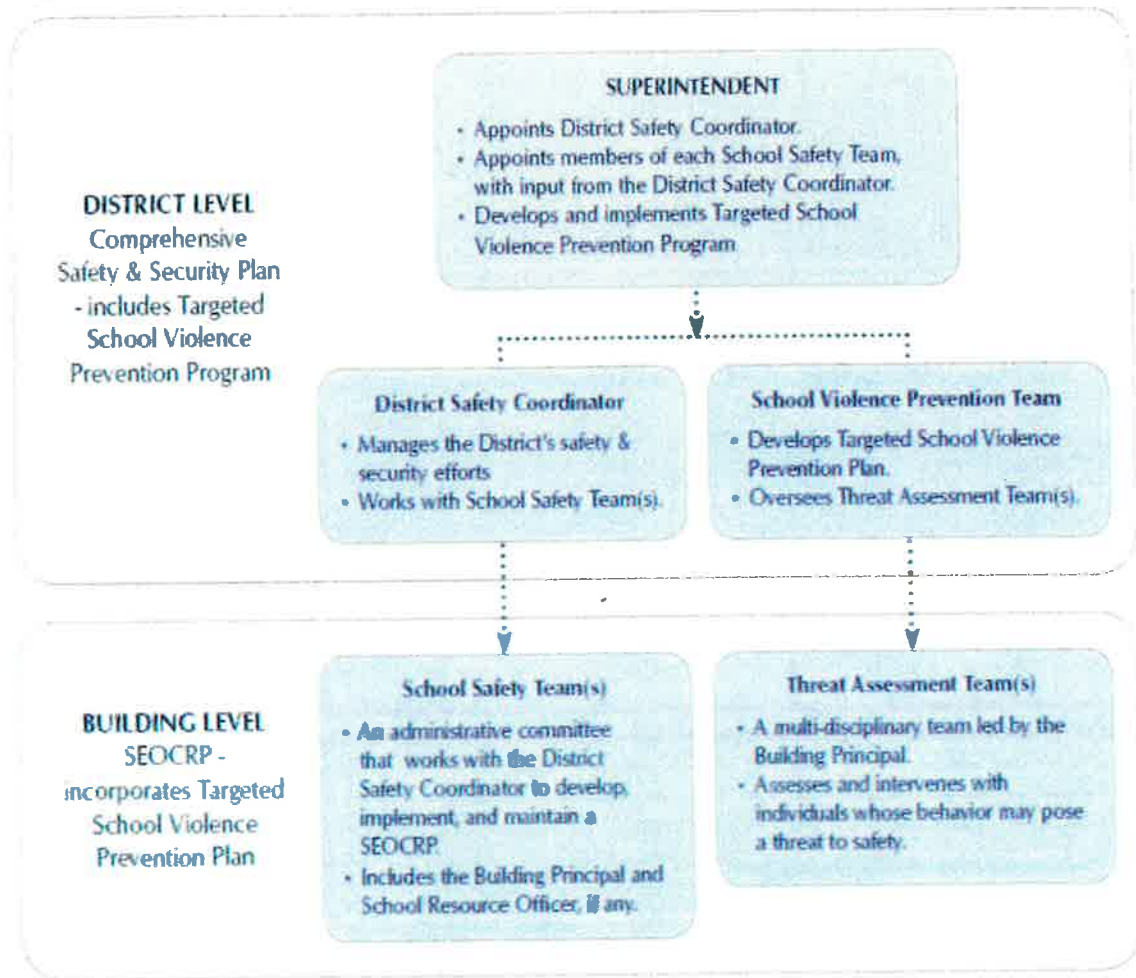 SUPERINTENDENT
• Appoints District Safety Coordinator.
• Appoints members of each School Safety Team,
with input from the District Safety Coordinator.
• Develops and implements Targeted School
Violence Prevention Program
DISTRICT LEVEL
Comprehensive
Safety & Security Plan
- includes Targeted
School Violence
Prevention Program
District Safety Coordinator
• Manages the District's safety &
security efforts
• Works with School Safety Team(s).
School Violence Prevention Team
• Develops Targeted School Violence
Prevention Plan.
• Oversees Threat Assessment Team(s).
BUILDING LEVEL
SEOCRP -
incorporates Targeted
School Violence
Prevention Plan
School Safety Team(s)
• An administrative committee
that works with the District
Safety Coordinator to develop,
implement, and maintain a
SEOCRP.
• Includes the Building Principal and
School Resource Officer, if any.
Threat Assessment Team(s)
• A multi-disciplinary team led by the
Building Principal.
• Assesses and intervenes with
individuals whose behavior may pose
a threat to safety.